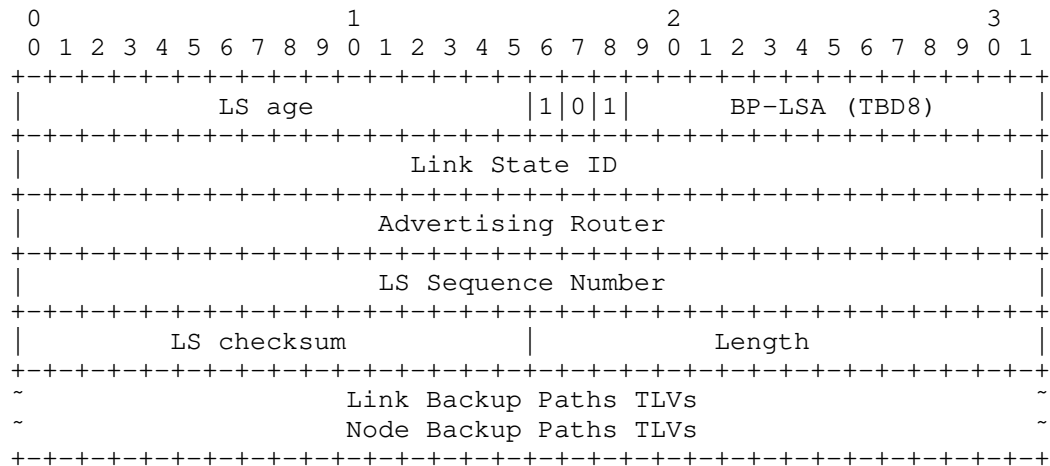 0                   1                   2                   3
 0 1 2 3 4 5 6 7 8 9 0 1 2 3 4 5 6 7 8 9 0 1 2 3 4 5 6 7 8 9 0 1
+-+-+-+-+-+-+-+-+-+-+-+-+-+-+-+-+-+-+-+-+-+-+-+-+-+-+-+-+-+-+-+-+
|            LS age             |1|0|1|      BP-LSA (TBD8)      |
+-+-+-+-+-+-+-+-+-+-+-+-+-+-+-+-+-+-+-+-+-+-+-+-+-+-+-+-+-+-+-+-+
|                        Link State ID                          |
+-+-+-+-+-+-+-+-+-+-+-+-+-+-+-+-+-+-+-+-+-+-+-+-+-+-+-+-+-+-+-+-+
|                      Advertising Router                       |
+-+-+-+-+-+-+-+-+-+-+-+-+-+-+-+-+-+-+-+-+-+-+-+-+-+-+-+-+-+-+-+-+
|                      LS Sequence Number                       |
+-+-+-+-+-+-+-+-+-+-+-+-+-+-+-+-+-+-+-+-+-+-+-+-+-+-+-+-+-+-+-+-+
|         LS checksum           |           Length              |
+-+-+-+-+-+-+-+-+-+-+-+-+-+-+-+-+-+-+-+-+-+-+-+-+-+-+-+-+-+-+-+-+
~                    Link Backup Paths TLVs                     ~
~                    Node Backup Paths TLVs                     ~
+-+-+-+-+-+-+-+-+-+-+-+-+-+-+-+-+-+-+-+-+-+-+-+-+-+-+-+-+-+-+-+-+